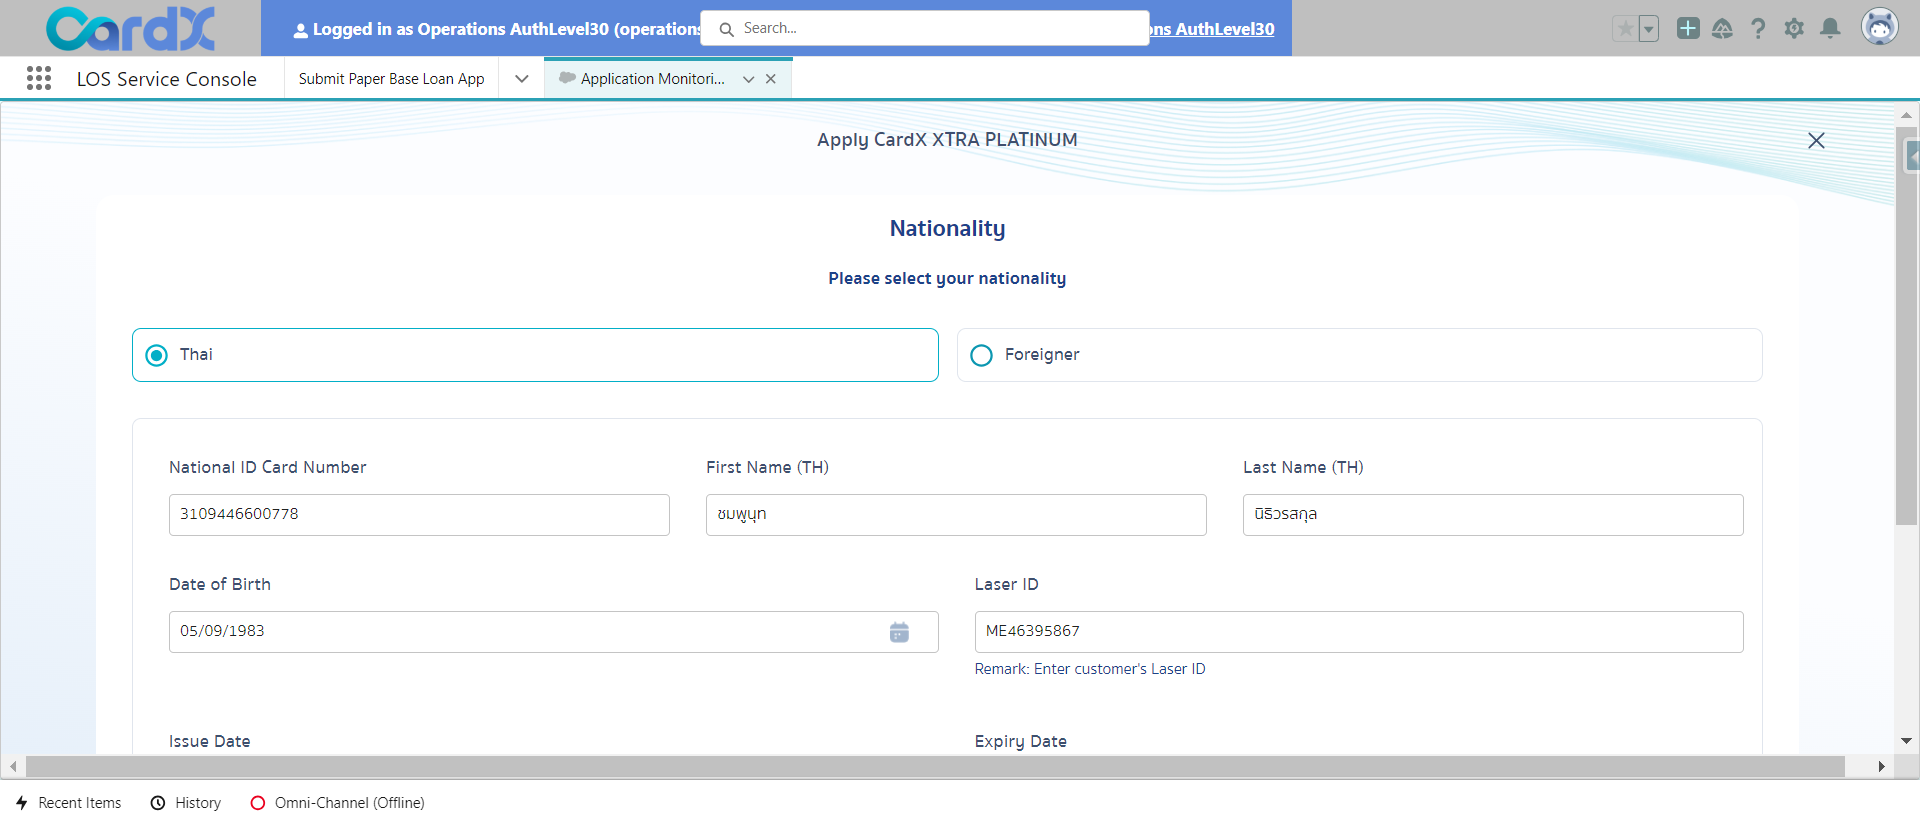 CardX
Logged in as Operations AuthLevel30 (operations
Search...
ns AuthLevel30
LOS Service Console
Submit Paper Base Loan App
Application Monitori...
Apply CardX XTRA PLATINUM
Nationality
Please select your nationality
Thai
Foreigner
National ID Card Number
First Name (TH)
Last Name (TH)
3109446600778
ชมพูนุท
นิธิวรสกุล
Date of Birth
Laser ID
05/09/1983
ME46395867
Remark: Enter customer's Laser ID
Issue Date
Expiry Date
Recent Items
History
Omni-Channel (Offline)